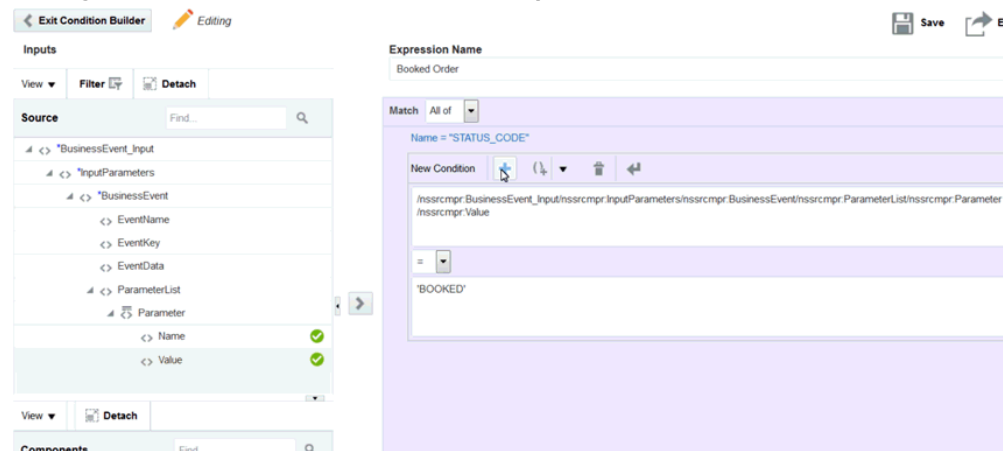 Exit Condition Builder Editing Save
Inputs
Expression Name
View Filter Detach
Booked Order
Source Find...
Match All of
Name = "STATUS_CODE"
*BusinessEvent_Input
*InputParameters
New Condition
*BusinessEvent
/nssrcmpr:BusinessEvent_Input/nssrcmpr:InputParameters/nssrcmpr:BusinessEvent/nssrcmpr:ParameterList/nssrcmpr:Parameter
/nssrcmpr:Value
EventName
EventKey
EventData
=
ParameterList
'BOOKED'
Parameter
Name
Value
View Detach
Components Find